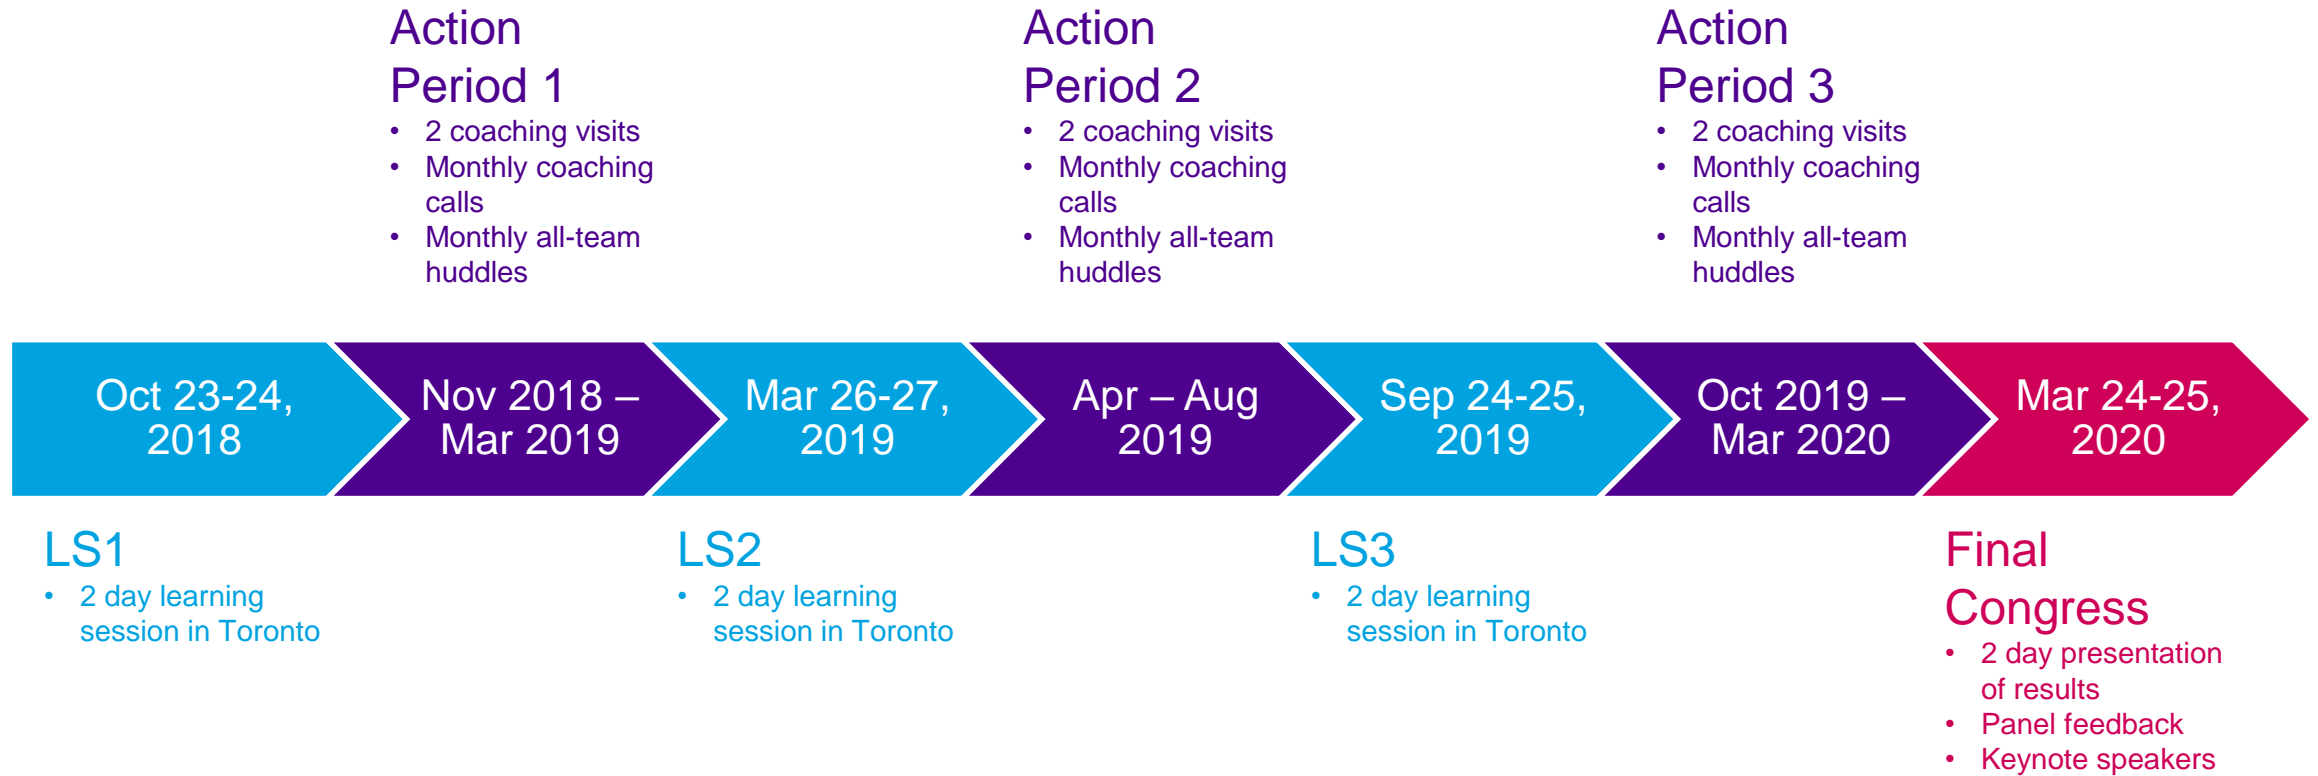 Action
Period 1
• 2 coaching visits
• Monthly coaching
calls
• Monthly all-team
huddles
Action
Period 2
• 2 coaching visits
• Monthly coaching
calls
• Monthly all-team
huddles
Action
Period 3
• 2 coaching visits
• Monthly coaching
calls
• Monthly all-team
huddles
Oct 23-24,
2018
Nov 2018 –
Mar 2019
Mar 26-27,
2019
Apr – Aug
2019
Sep 24-25,
2019
Oct 2019 –
Mar 2020
Mar 24-25,
2020
LS1
• 2 day learning
session in Toronto
LS2
• 2 day learning
session in Toronto
LS3
• 2 day learning
session in Toronto
Final
Congress
• 2 day presentation
of results
• Panel feedback
• Keynote speakers